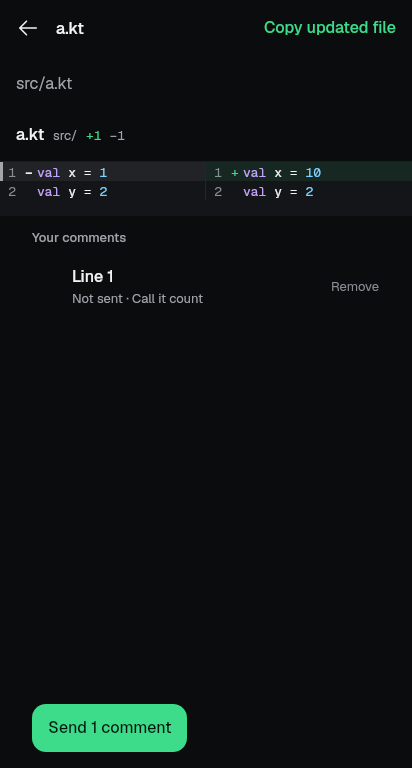 a.kt Copy updated file
src/a.kt
a.kt src/ +1 −1
1 − val x = 1 1 + val x = 10
2 val y = 2 2 val y = 2
Your comments
Line 1
Not sent · Call it count
Remove
Send 1 comment